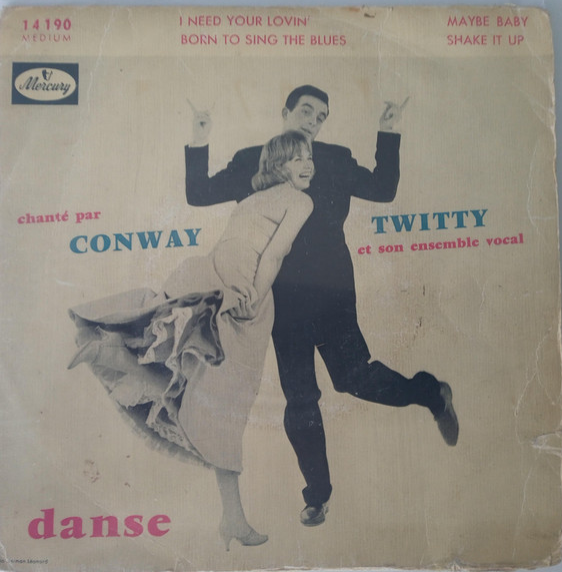 14190
MEDIUM
I NEED YOUR LOVIN'
BORN TO SING THE BLUES
MAYBE BABY
SHAKE IT UP
Mercury
chanté par
CONWAY TWITTY
et son ensemble vocal
danse